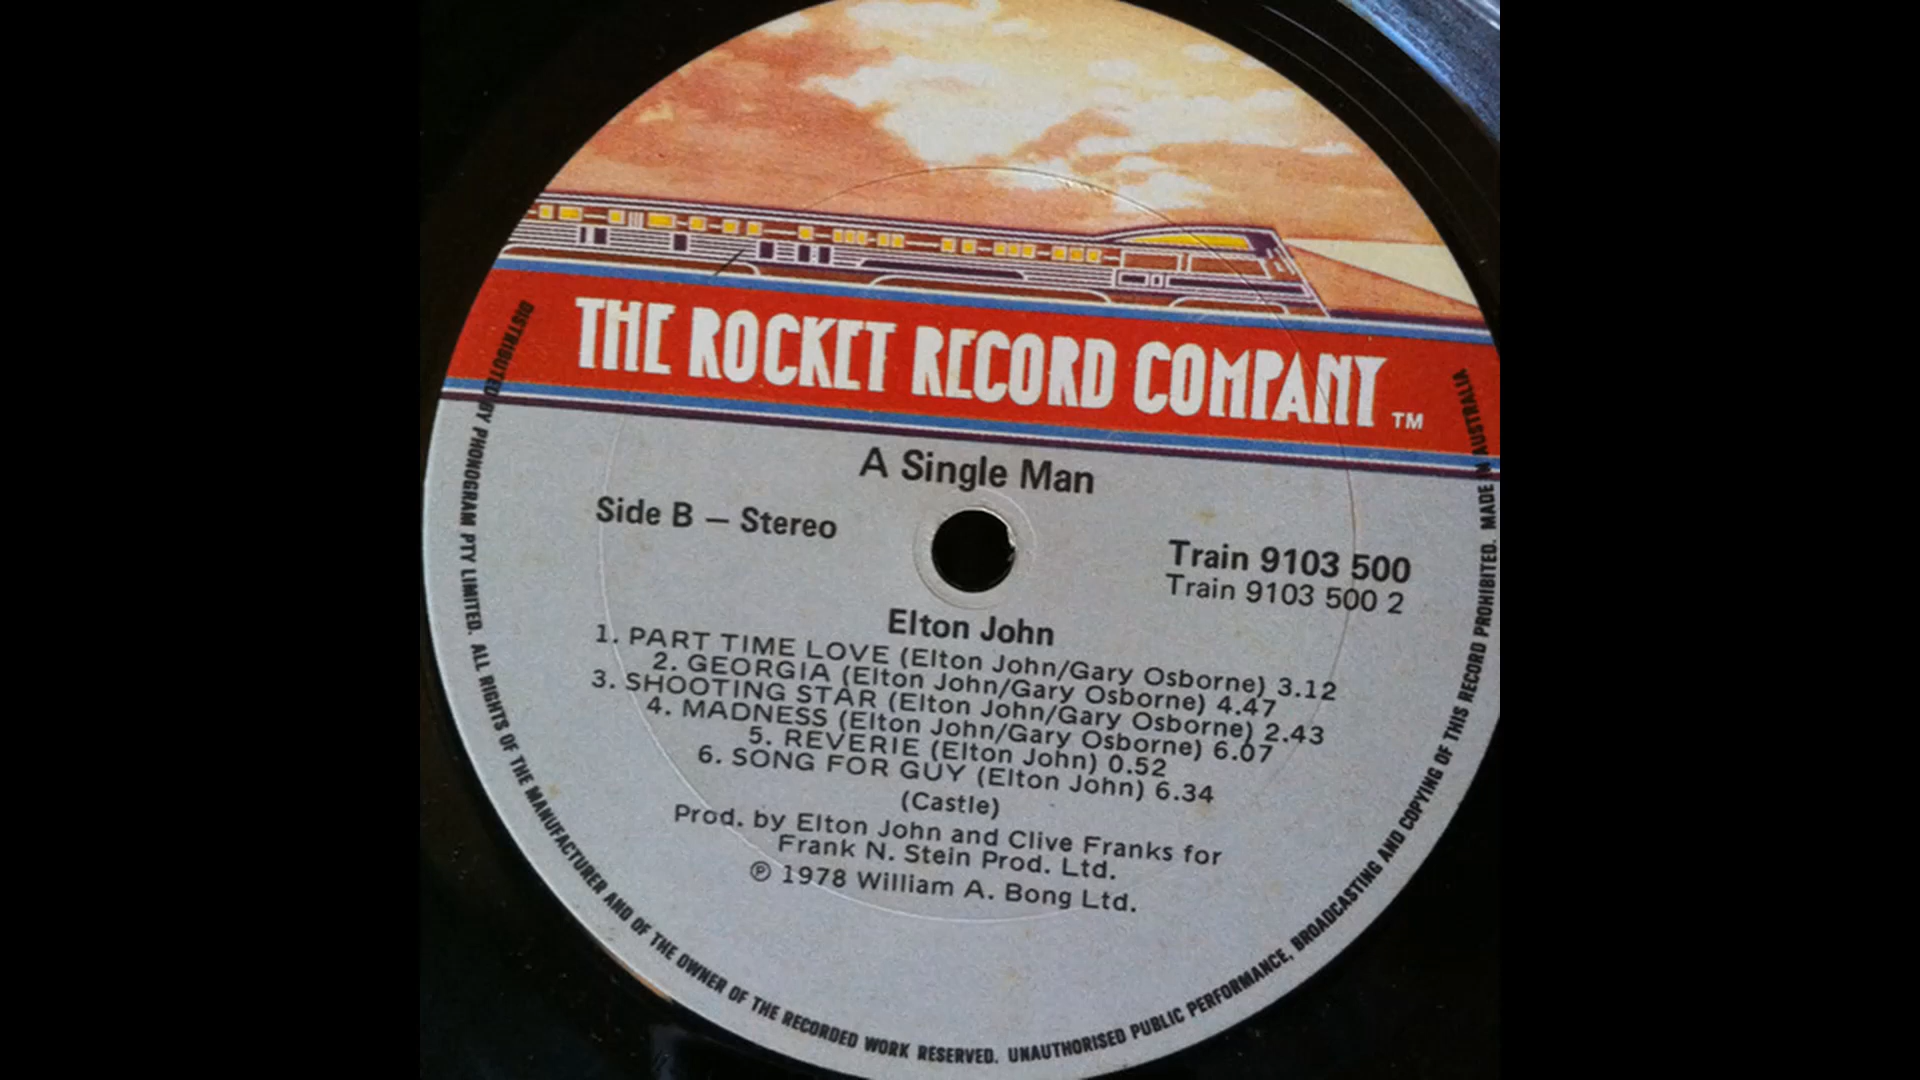 THE ROCKET RECORD COMPANY TM
A Single Man
Side B – Stereo
Train 9103 500
Train 9103 500 2
Elton John
1. PART TIME LOVE (Elton John/Gary Osborne) 3.12
2. GEORGIA (Elton John/Gary Osborne) 4.47
3. SHOOTING STAR (Elton John/Gary Osborne) 2.43
4. MADNESS (Elton John/Gary Osborne) 6.07
5. REVERIE (Elton John) 0.52
6. SONG FOR GUY (Elton John) 6.34
(Castle)
Prod. by Elton John and Clive Franks for
Frank N. Stein Prod. Ltd.
℗ 1978 William A. Bong Ltd.
DISTRIBUTED BY PHONOGRAM PTY LIMITED. ALL RIGHTS OF THE MANUFACTURER AND OF THE OWNER OF THE RECORDED WORK RESERVED. UNAUTHORISED PUBLIC PERFORMANCE, BROADCASTING AND COPYING OF THIS RECORD PROHIBITED. MADE IN AUSTRALIA